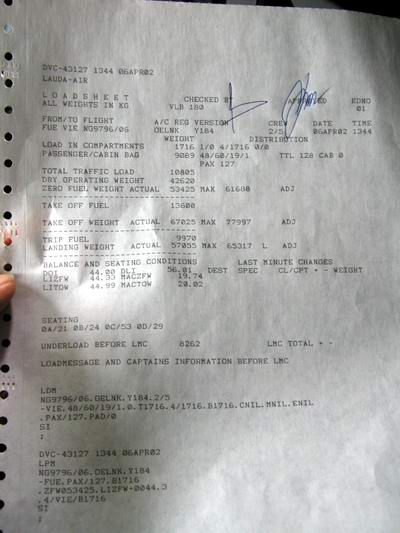 DVC-43127 1344 06APR02
LAUDA-AIR
L O A D S H E E T CHECKED BY APPROVED EDNO
ALL WEIGHTS IN KG VLB 180 01
FROM/TO FLIGHT A/C REG VERSION CREW DATE TIME
FUE VIE NG9796/06 OELNK Y184 2/5 06APR02 1344
WEIGHT DISTRIBUTION
LOAD IN COMPARTMENTS 1716 1/0 4/1716 0/0
PASSENGER/CABIN BAG 9089 48/60/19/1 TTL 128 CAB 0
PAX 127
TOTAL TRAFFIC LOAD 10805
DRY OPERATING WEIGHT 42620
ZERO FUEL WEIGHT ACTUAL 53425 MAX 61688 ADJ
TAKE OFF FUEL 13600
TAKE OFF WEIGHT ACTUAL 67025 MAX 77997 ADJ
TRIP FUEL 9970
LANDING WEIGHT ACTUAL 57055 MAX 65317 L ADJ
BALANCE AND SEATING CONDITIONS LAST MINUTE CHANGES
DOI 44.00 DLI 56.01 DEST SPEC CL/CPT + - WEIGHT
LIZFW 44.33 MACZFW 19.74
LITOW 44.99 MACTOW 20.02
SEATING
0A/21 0B/24 0C/53 0D/29
UNDERLOAD BEFORE LMC 8262 LMC TOTAL + -
LOADMESSAGE AND CAPTAINS INFORMATION BEFORE LMC
LDM
NG9796/06.OELNK.Y184.2/5
-VIE.48/60/19/1.0.T1716.4/1716.B1716.CNIL.MNIL.ENIL
.PAX/127.PAD/0
SI
;
DVC-43127 1344 06APR02
LPM
NG9796/06.OELNK.Y184
-FUE.PAX/127.B1716
.ZFW053425.LIZFW-0044.3
.4/VIE/B1716
SI
;